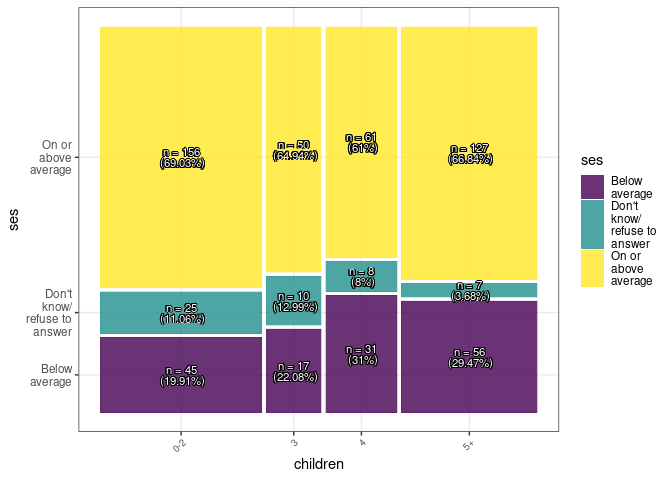 ses
On or
above
average
Don't
know/
refuse to
answer
Below
average
n = 156
(69.03%)
n = 50
(64.94%)
n = 61
(61%)
n = 127
(66.84%)
n = 25
(11.06%)
n = 10
(12.99%)
n = 8
(8%)
n = 7
(3.68%)
n = 45
(19.91%)
n = 17
(22.08%)
n = 31
(31%)
n = 56
(29.47%)
0-2
3
4
5+
children
ses
Below
average
Don't
know/
refuse to
answer
On or
above
average